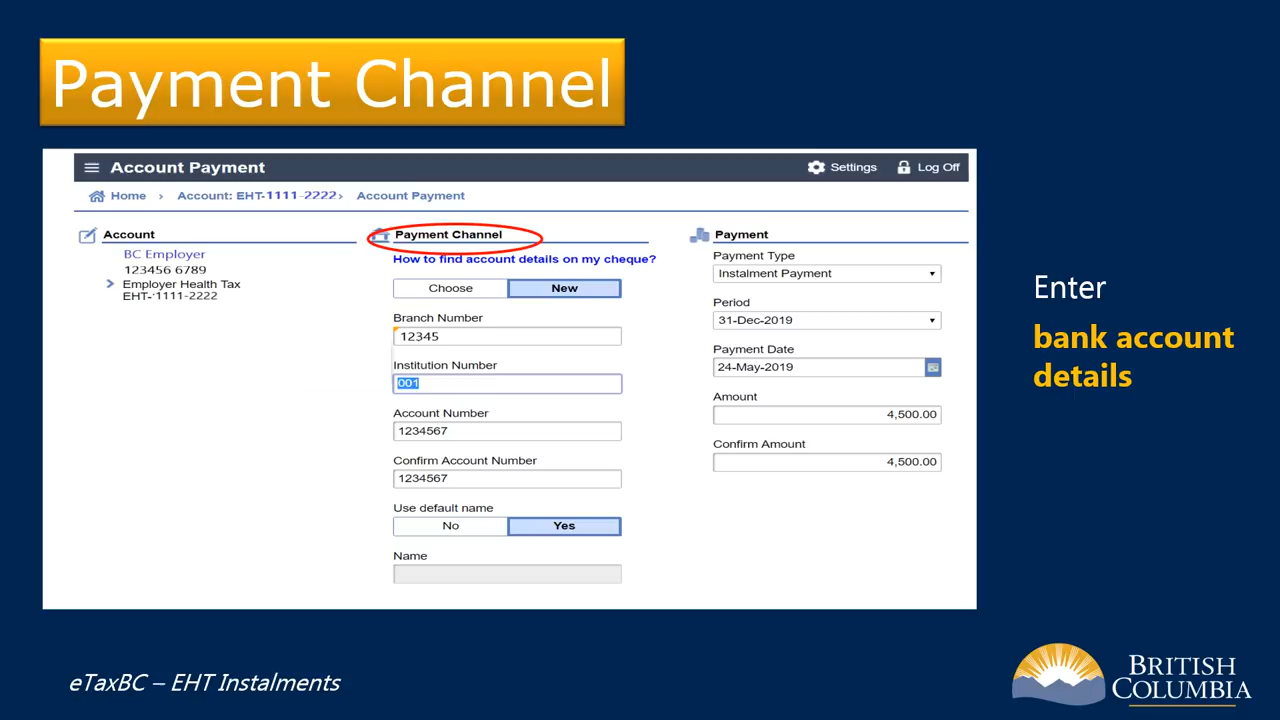 Payment Channel
Account Payment
Settings
Log Off
Home › Account: EHT-1111-2222› Account Payment
Account
BC Employer
123456 6789
Employer Health Tax
EHT-1111-2222
Payment Channel
How to find account details on my cheque?
Choose
New
Branch Number
12345
Institution Number
001
Account Number
1234567
Confirm Account Number
1234567
Use default name
No
Yes
Name
Payment
Payment Type
Instalment Payment
Period
31-Dec-2019
Payment Date
24-May-2019
Amount
4,500.00
Confirm Amount
4,500.00
Enter
bank account
details
eTaxBC – EHT Instalments
BRITISH
COLUMBIA